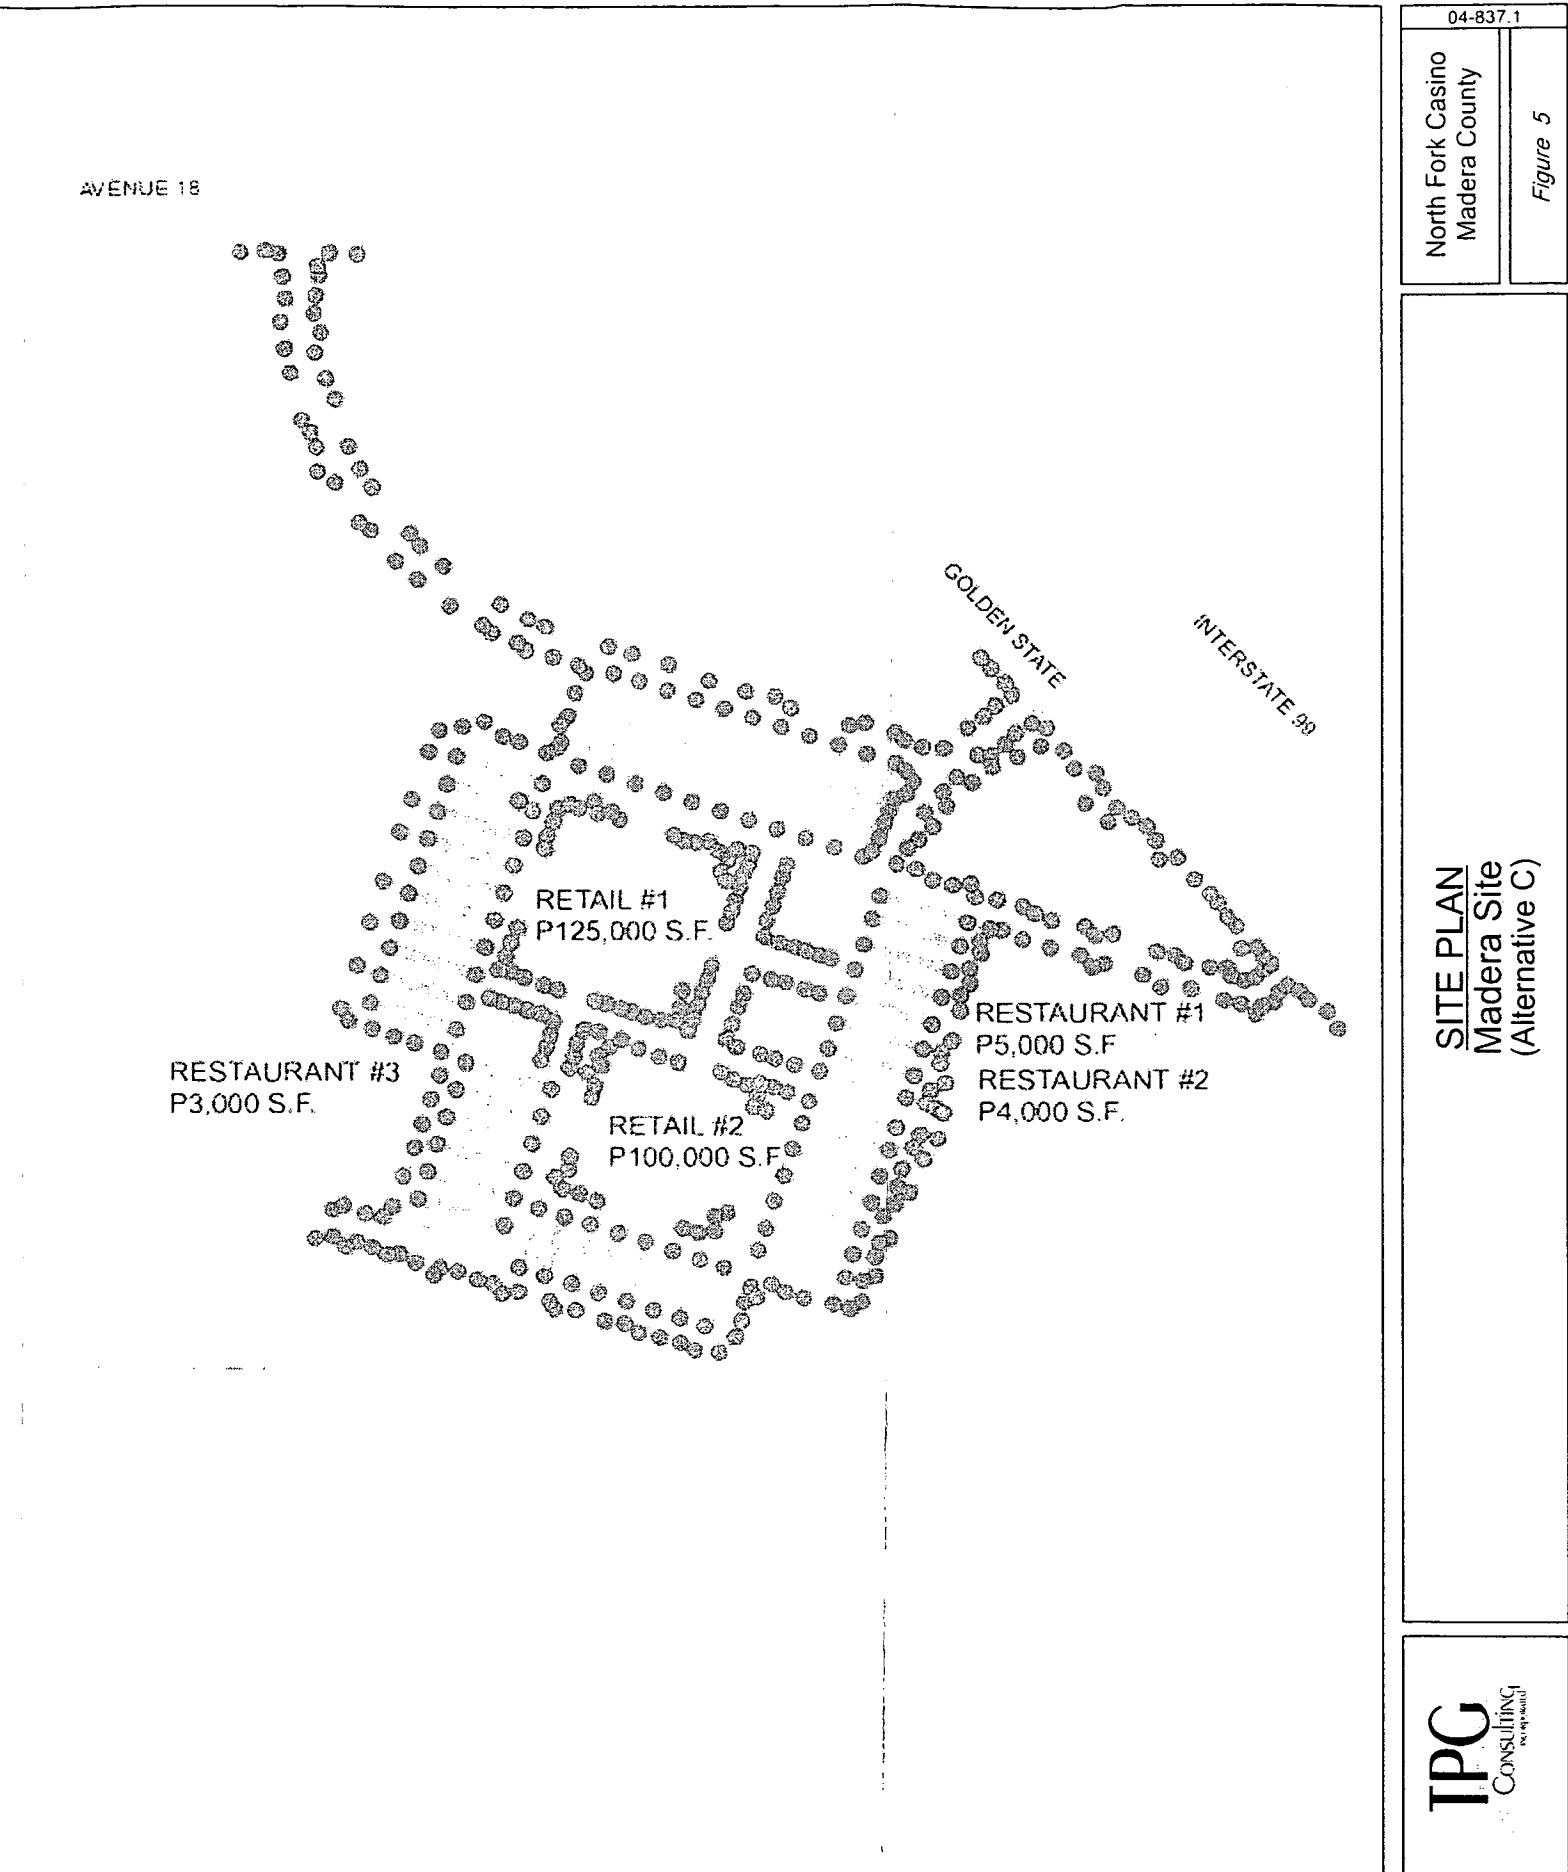 04-837.1
North Fork Casino
Madera County
Figure 5
AVENUE 18
GOLDEN STATE
INTERSTATE 99
RETAIL #1
P125,000 S.F.
RESTAURANT #1
P5,000 S.F
RESTAURANT #2
P4,000 S.F.
RESTAURANT #3
P3,000 S.F.
RETAIL #2
P100,000 S.F
SITE PLAN
Madera Site
(Alternative C)
TPG
CONSULTING